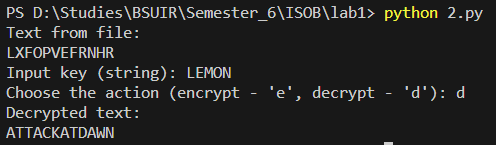 PS D:\Studies\BSUIR\Semester_6\ISOB\lab1> python 2.py
Text from file:
LXFOPVEFRNHR
Input key (string): LEMON
Choose the action (encrypt - 'e', decrypt - 'd'): d
Decrypted text:
ATTACKATDAWN